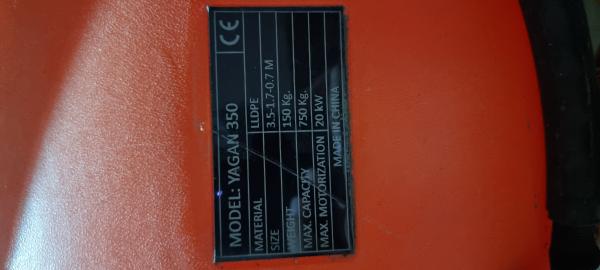 MODEL: YAGAN 350 CE
MATERIAL LLDPE
SIZE 3.5-1.7-0.7 M
WEIGHT 150 Kg.
MAX. CAPACITY 750 Kg.
MAX. MOTORIZATION 20 kW
MADE IN CHINA